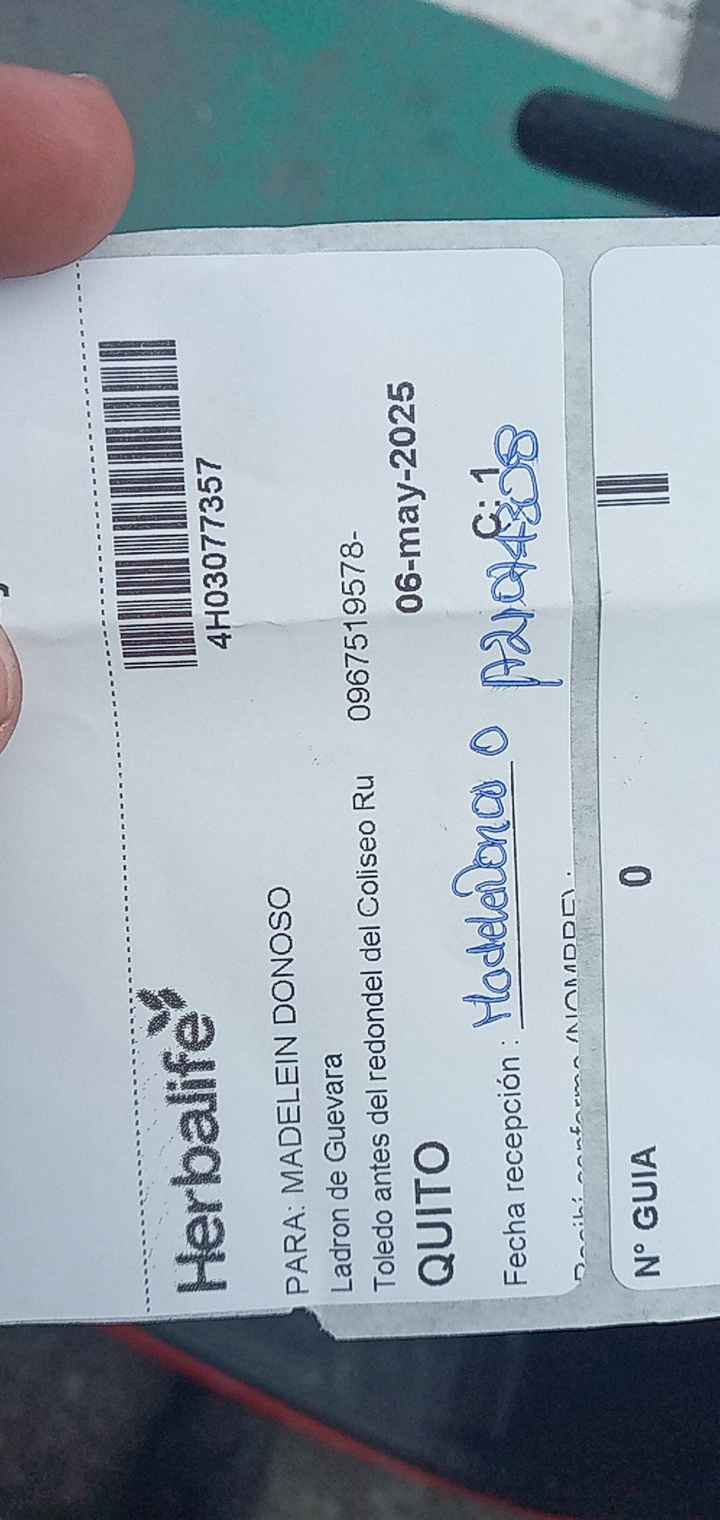 Herbalife
4H03077357
PARA: MADELEIN DONOSO
Ladron de Guevara
Toledo antes del redondel del Coliseo Ru 0967519578-
QUITO 06-may-2025
C: 1
Fecha recepción :
N° GUIA 0